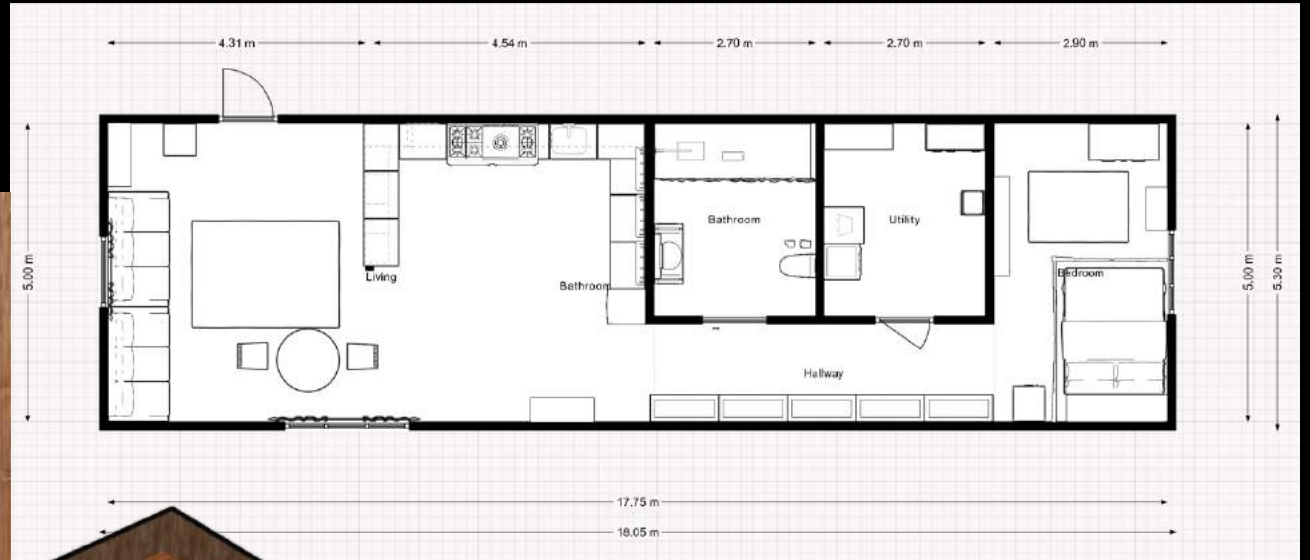 4.31 m
4.54 m
2.70 m
2.70 m
2.90 m
5.00 m
Living
Bathroom
Bathroom
Utility
Bedroom
Hallway
5.00 m
5.30 m
17.75 m
18.05 m